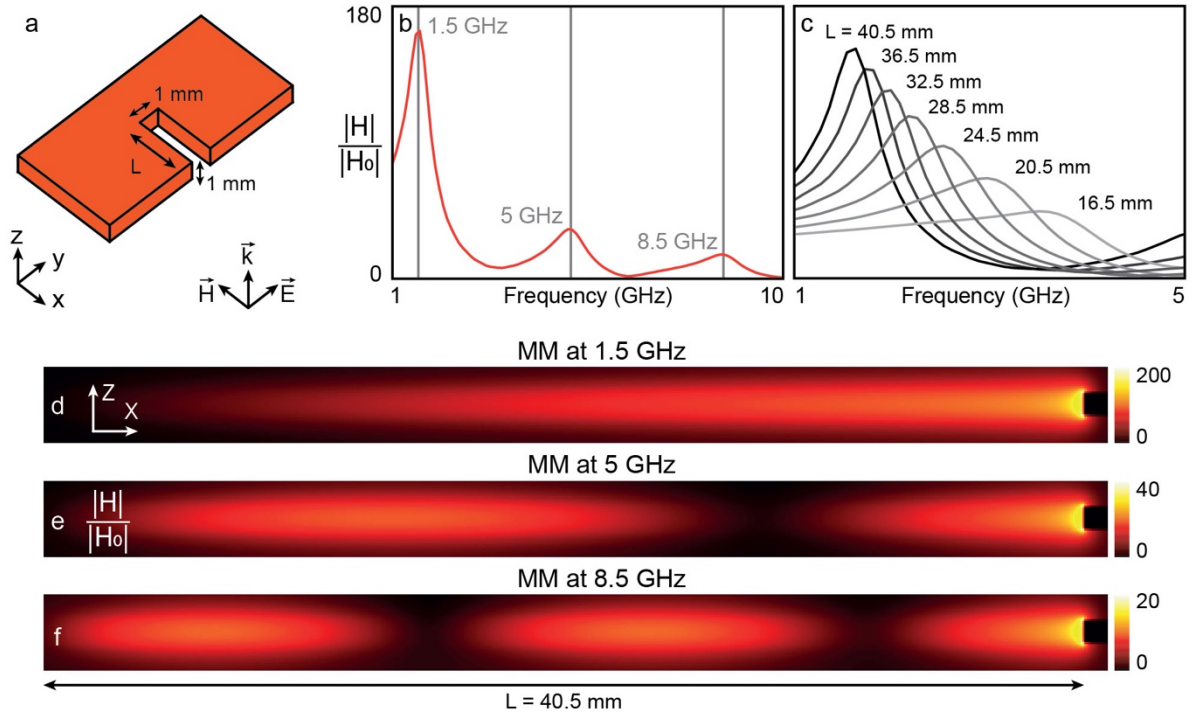 a
1 mm
L
1 mm
z
y
x
k
H
E
b
180
|H|
|H₀|
0
1.5 GHz
5 GHz
8.5 GHz
1
Frequency (GHz)
10
c
L = 40.5 mm
36.5 mm
32.5 mm
28.5 mm
24.5 mm
20.5 mm
16.5 mm
1
Frequency (GHz)
5
MM at 1.5 GHz
d
Z
X
200
0
MM at 5 GHz
e
|H|
|H₀|
40
0
MM at 8.5 GHz
f
20
0
L = 40.5 mm